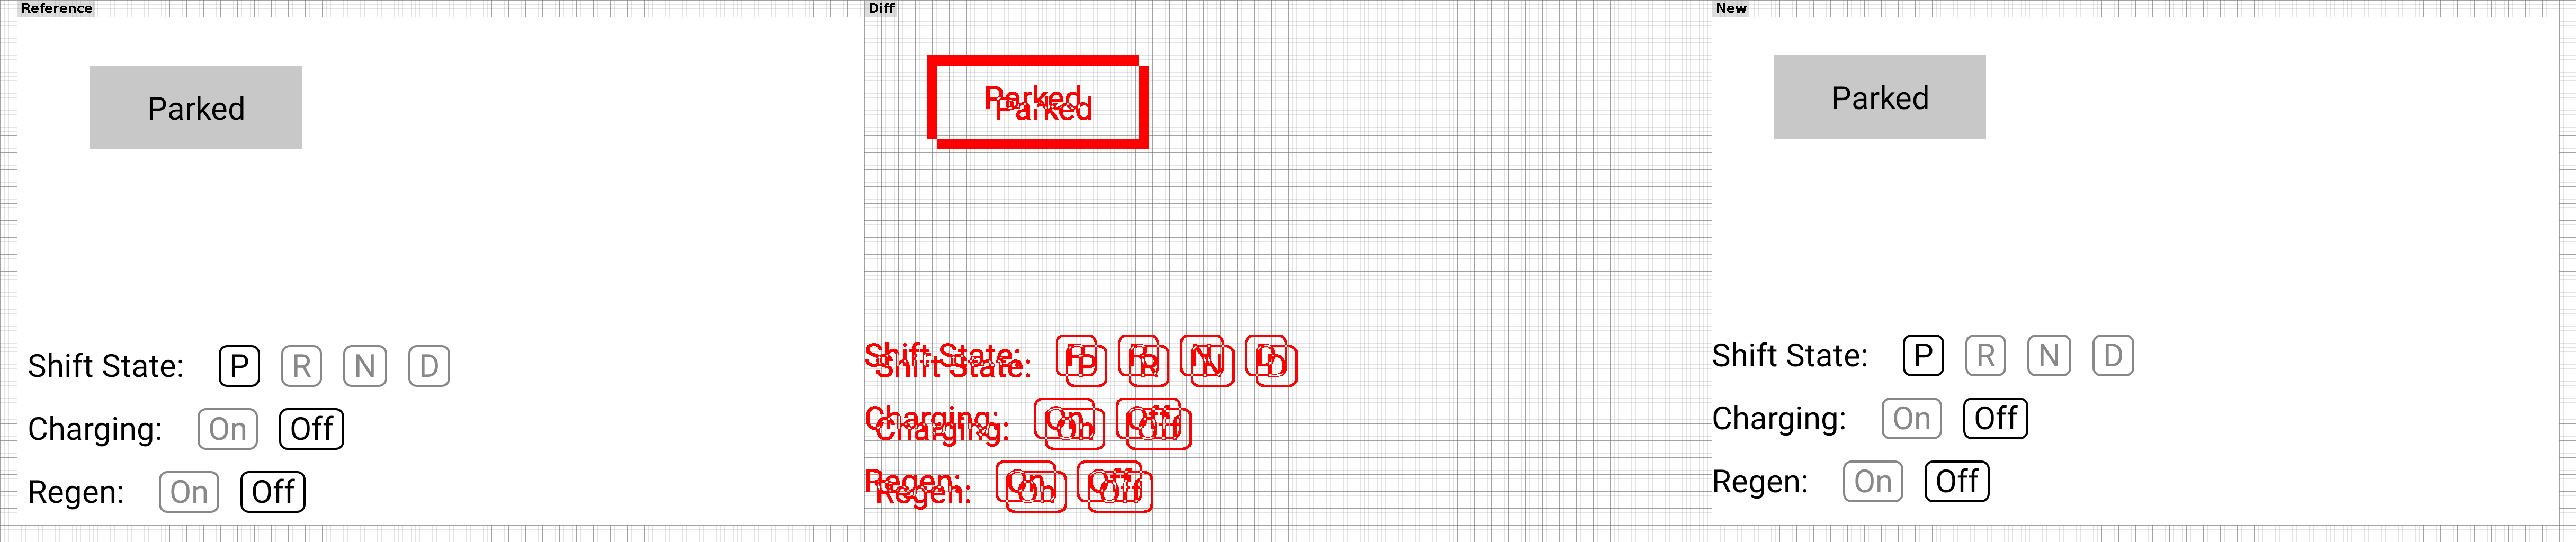 Reference
Parked
Shift State: P R N D
Charging: On Off
Regen: On Off
Diff
Parked
Parked
Shift State: P R N D
Shift State: P R N D
Charging: On Off
Charging: On Off
Regen: On Off
Regen: On Off
New
Parked
Shift State: P R N D
Charging: On Off
Regen: On Off